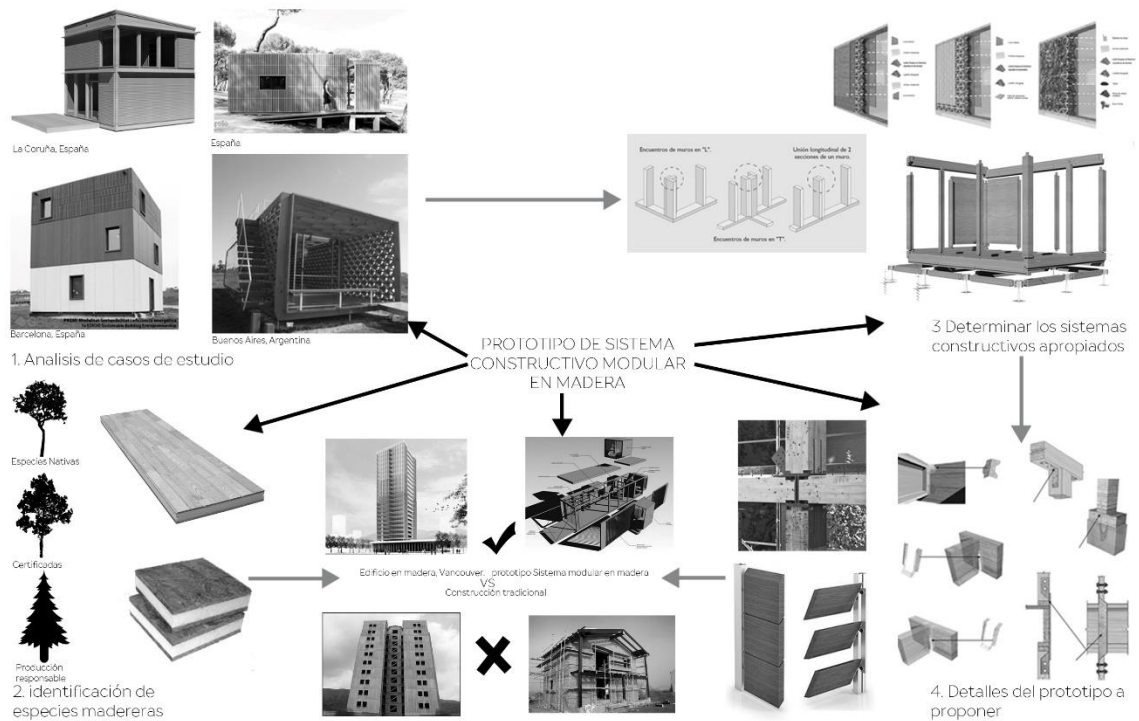 La Coruña, España
España
Barcelona, España
Buenos Aires, Argentina
1. Analisis de casos de estudio
Encuentros de muros en "L".
Unión longitudinal de 2
secciones de un muro.
Encuentros de muros en "T".
PROTOTIPO DE SISTEMA
CONSTRUCTIVO MODULAR
EN MADERA
3 Determinar los sistemas
constructivos apropiados
Especies Nativas
Certificadas
Producción
responsable
2. identificación de
especies madereras
Edificio en madera, Vancouver. prototipo Sistema modular en madera
VS
Construcción tradicional
4. Detalles del prototipo a
proponer